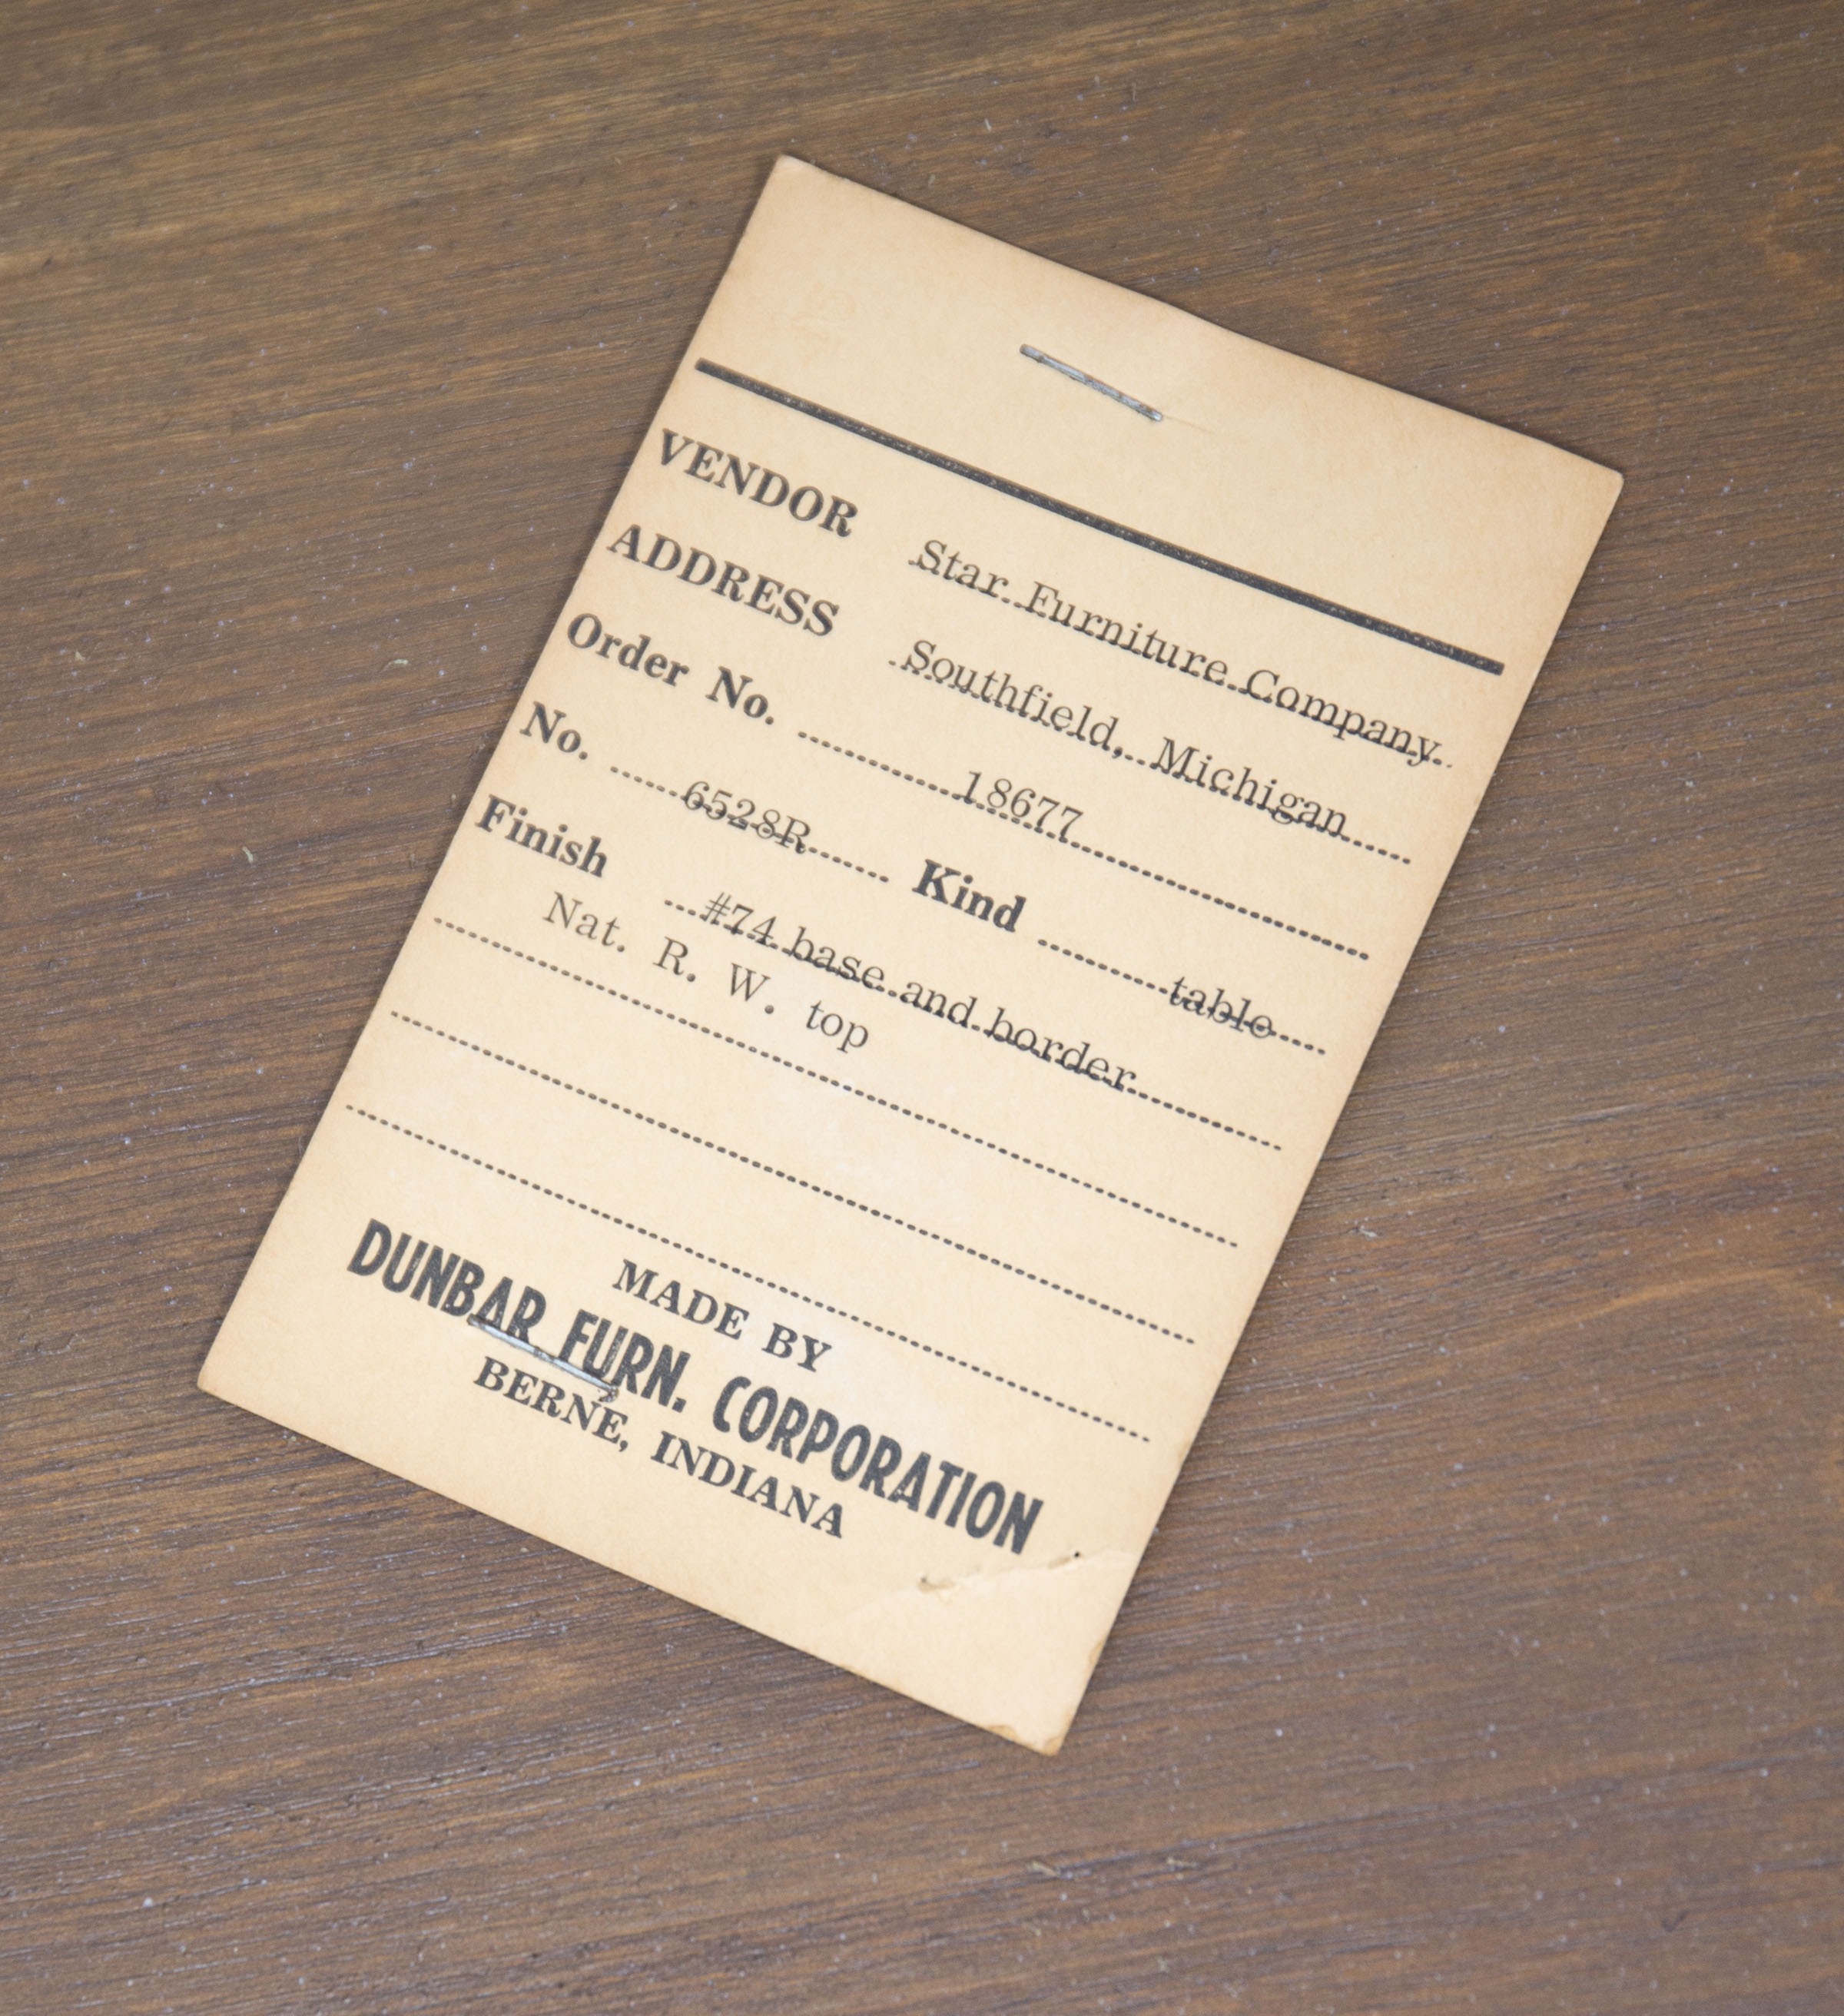 VENDOR Star Furniture Company
ADDRESS Southfield, Michigan
Order No. 18677
No. 6528R Kind table
Finish #74 base and border
Nat. R. W. top
MADE BY
DUNBAR FURN. CORPORATION
BERNE, INDIANA